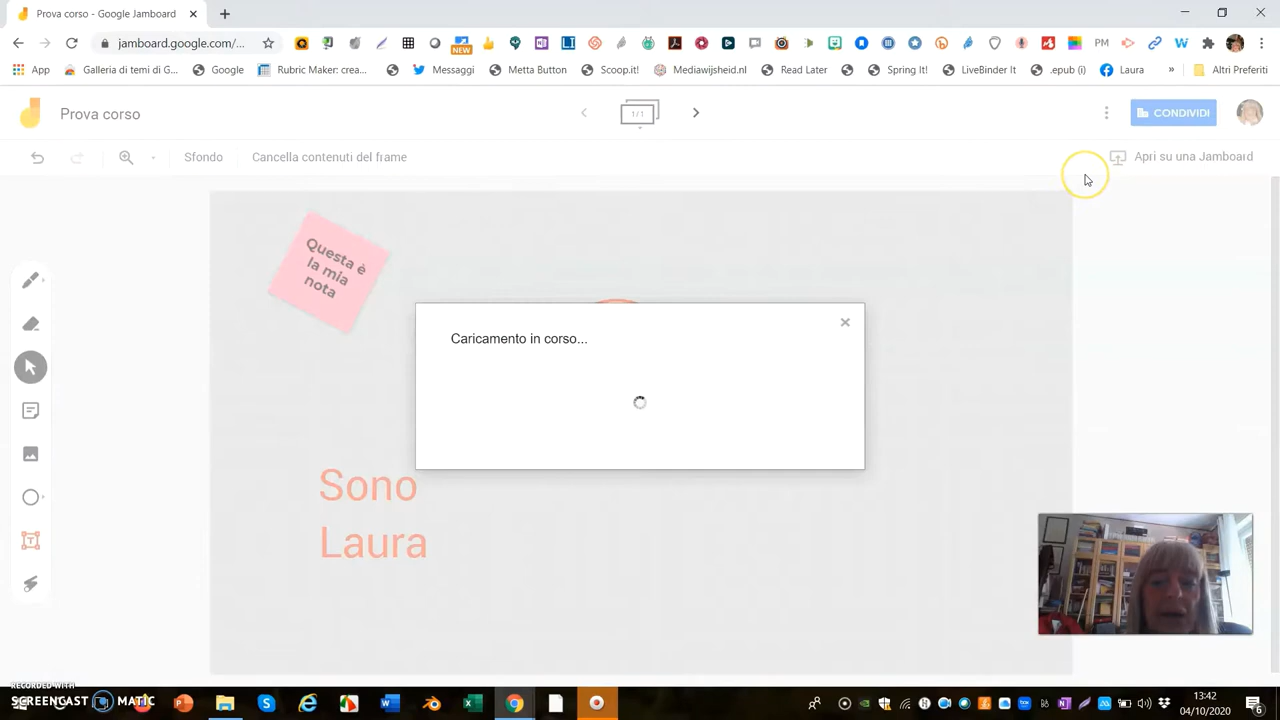 Prova corso - Google Jamboard
jamboard.google.com/...
NEW
PM
App
Galleria di temi di G...
Google
Rubric Maker: crea...
Messaggi
Metta Button
Scoop.it!
Mediawijsheid.nl
Read Later
Spring It!
LiveBinder It
.epub (i)
Laura
»
Altri Preferiti
Prova corso
1/1
CONDIVIDI
Sfondo
Cancella contenuti del frame
Apri su una Jamboard
Questa è
la mia
nota
Caricamento in corso...
Sono
Laura
RECORDED WITH
SCREENCAST MATIC
13:42
04/10/2020
6